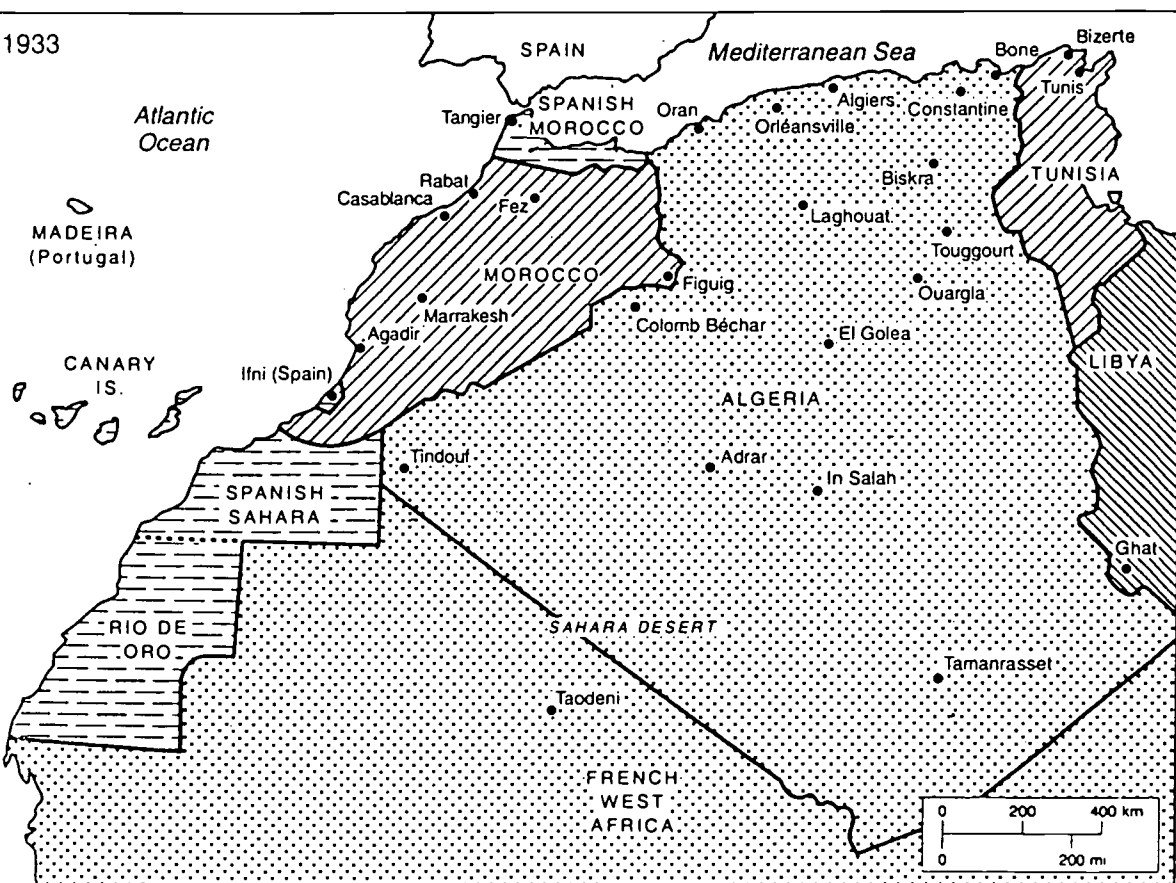 1933
SPAIN
Mediterranean Sea
Bone
Bizerte
Atlantic
Ocean
Tangier
SPANISH
MOROCCO
Oran
Orléansville
Algiers
Constantine
Tunis
Rabat
Casablanca
Fez
Biskra
TUNISIA
MADEIRA
(Portugal)
Laghouat
Touggourt
MOROCCO
Figuig
Ouargla
Marrakesh
Colomb Béchar
Agadir
El Golea
CANARY
IS.
Ifni (Spain)
LIBYA
ALGERIA
Tindouf
Adrar
In Salah
SPANISH
SAHARA
Ghat
RIO DE
ORO
SAHARA DESERT
Tamanrasset
Taodeni
FRENCH
WEST
AFRICA
0 200 400 km
0 200 mi